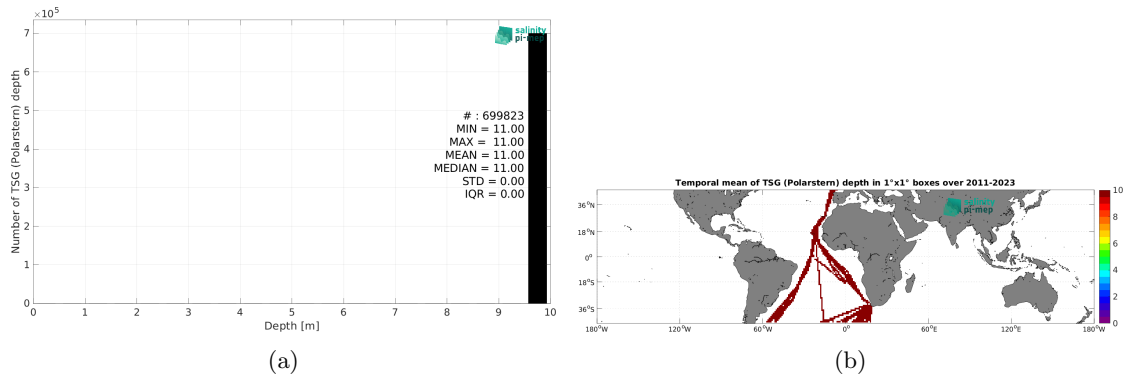 ×10⁵
7
6
5
4
3
2
1
0
Number of TSG (Polarstern) depth
salinity
pi-mep
# : 699823
MIN = 11.00
MAX = 11.00
MEAN = 11.00
MEDIAN = 11.00
STD = 0.00
IQR = 0.00
0 1 2 3 4 5 6 7 8 9 10
Depth [m]
(a)
Temporal mean of TSG (Polarstern) depth in 1°x1° boxes over 2011-2023
salinity
pi-mep
36°N
18°N
0°
18°S
36°S
180°W 120°W 60°W 0° 60°E 120°E 180°W
10
8
6
4
2
0
(b)